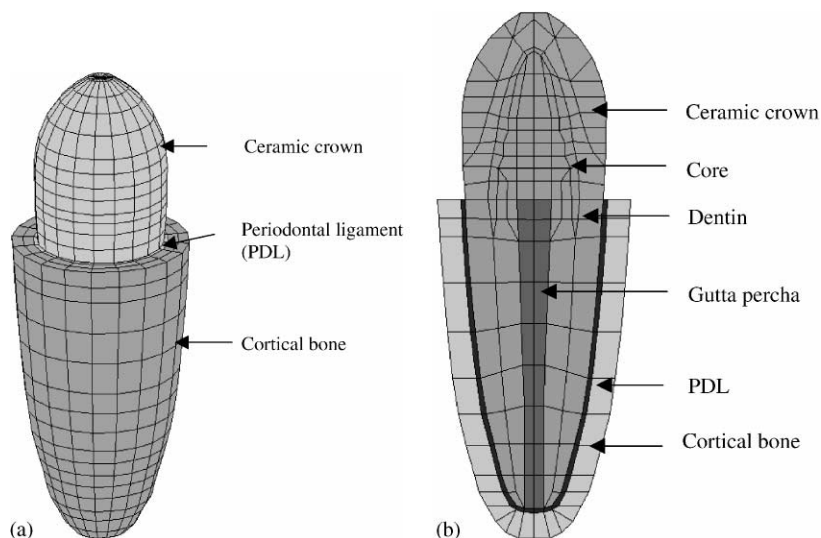 Ceramic crown
Periodontal ligament
(PDL)
Cortical bone
(a)
Ceramic crown
Core
Dentin
Gutta percha
PDL
Cortical bone
(b)